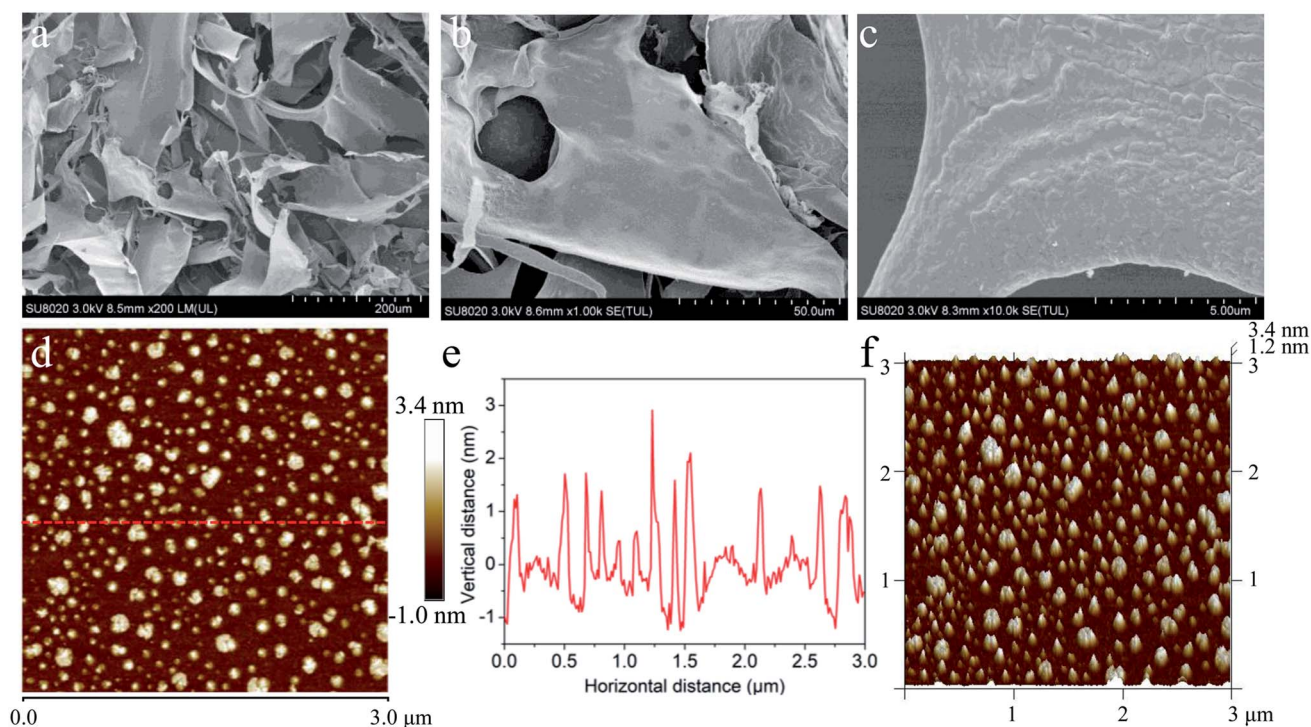 a
b
c
SU8020 3.0kV 8.5mm x200 LM(UL) 200um
SU8020 3.0kV 8.6mm x1.00k SE(TUL) 50.0um
SU8020 3.0kV 8.3mm x10.0k SE(TUL) 5.00um
d
3.4 nm
-1.0 nm
0.0 3.0 μm
e
Vertical distance (nm)
3
2
1
0
-1
0.0 0.5 1.0 1.5 2.0 2.5 3.0
Horizontal distance (μm)
f
3.4 nm
1.2 nm
3 3
2 2
1 1
1 2 3 μm